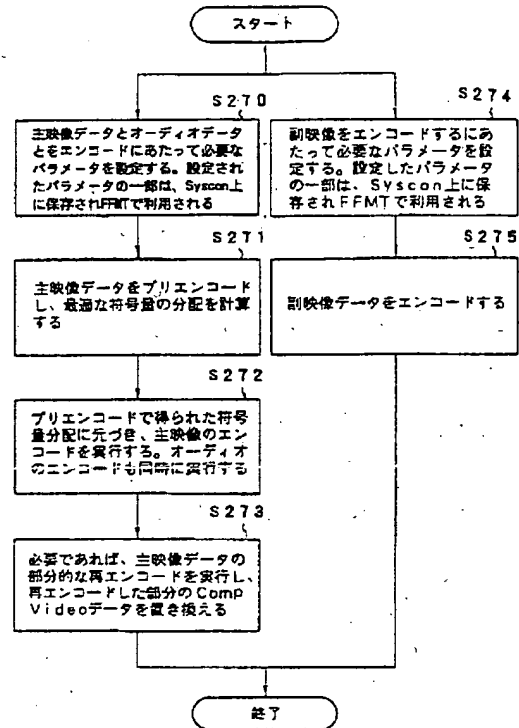 スタート
S270
主映像データとオーディオデータ
とをエンコードにあたって必要な
パラメータを設定する。設定され
たパラメータの一部は、Syscon上
に保存されFFMTで利用される
S271
主映像データをプリエンコード
し、最適な符号量の分配を計算
する
S272
プリエンコードで得られた符号
量分配に元づき、主映像のエン
コードを実行する。オーディオ
のエンコードも同時に実行する
S273
必要であれば、主映像データの
部分的な再エンコードを実行し、
再エンコードした部分のComp
Videoデータを置き換える
S274
副映像をエンコードするにあ
たって必要なパラメータを設
定する。設定したパラメータ
の一部は、Syscon上に保
存されFFMTで利用される
S275
副映像データをエンコードする
終了